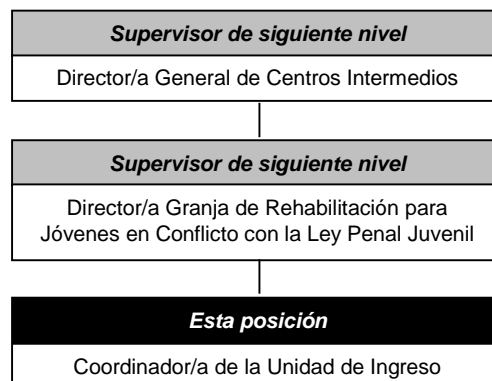 Supervisor de siguiente nivel
Director/a General de Centros Intermedios
Supervisor de siguiente nivel
Director/a Granja de Rehabilitación para
Jóvenes en Conflicto con la Ley Penal Juvenil
Esta posición
Coordinador/a de la Unidad de Ingreso